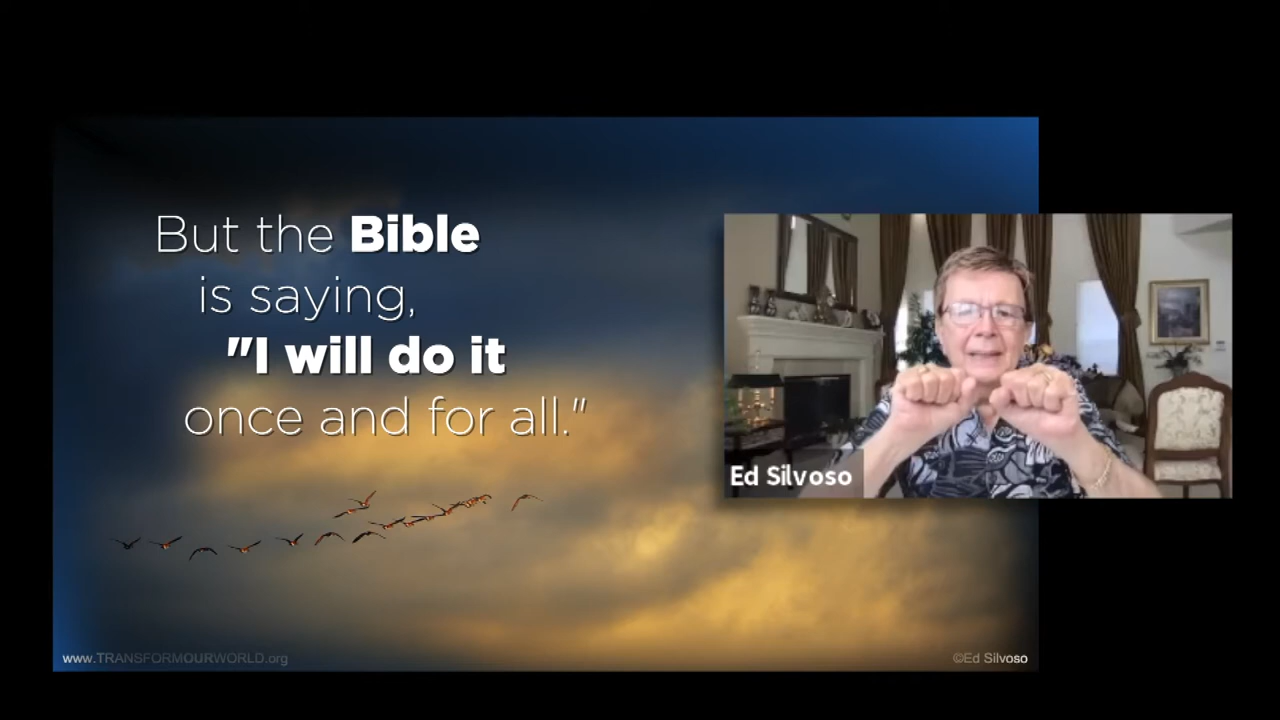 But the Bible
is saying,
"I will do it
once and for all."
Ed Silvoso
www.TRANSFORMOURWORLD.org
©Ed Silvoso